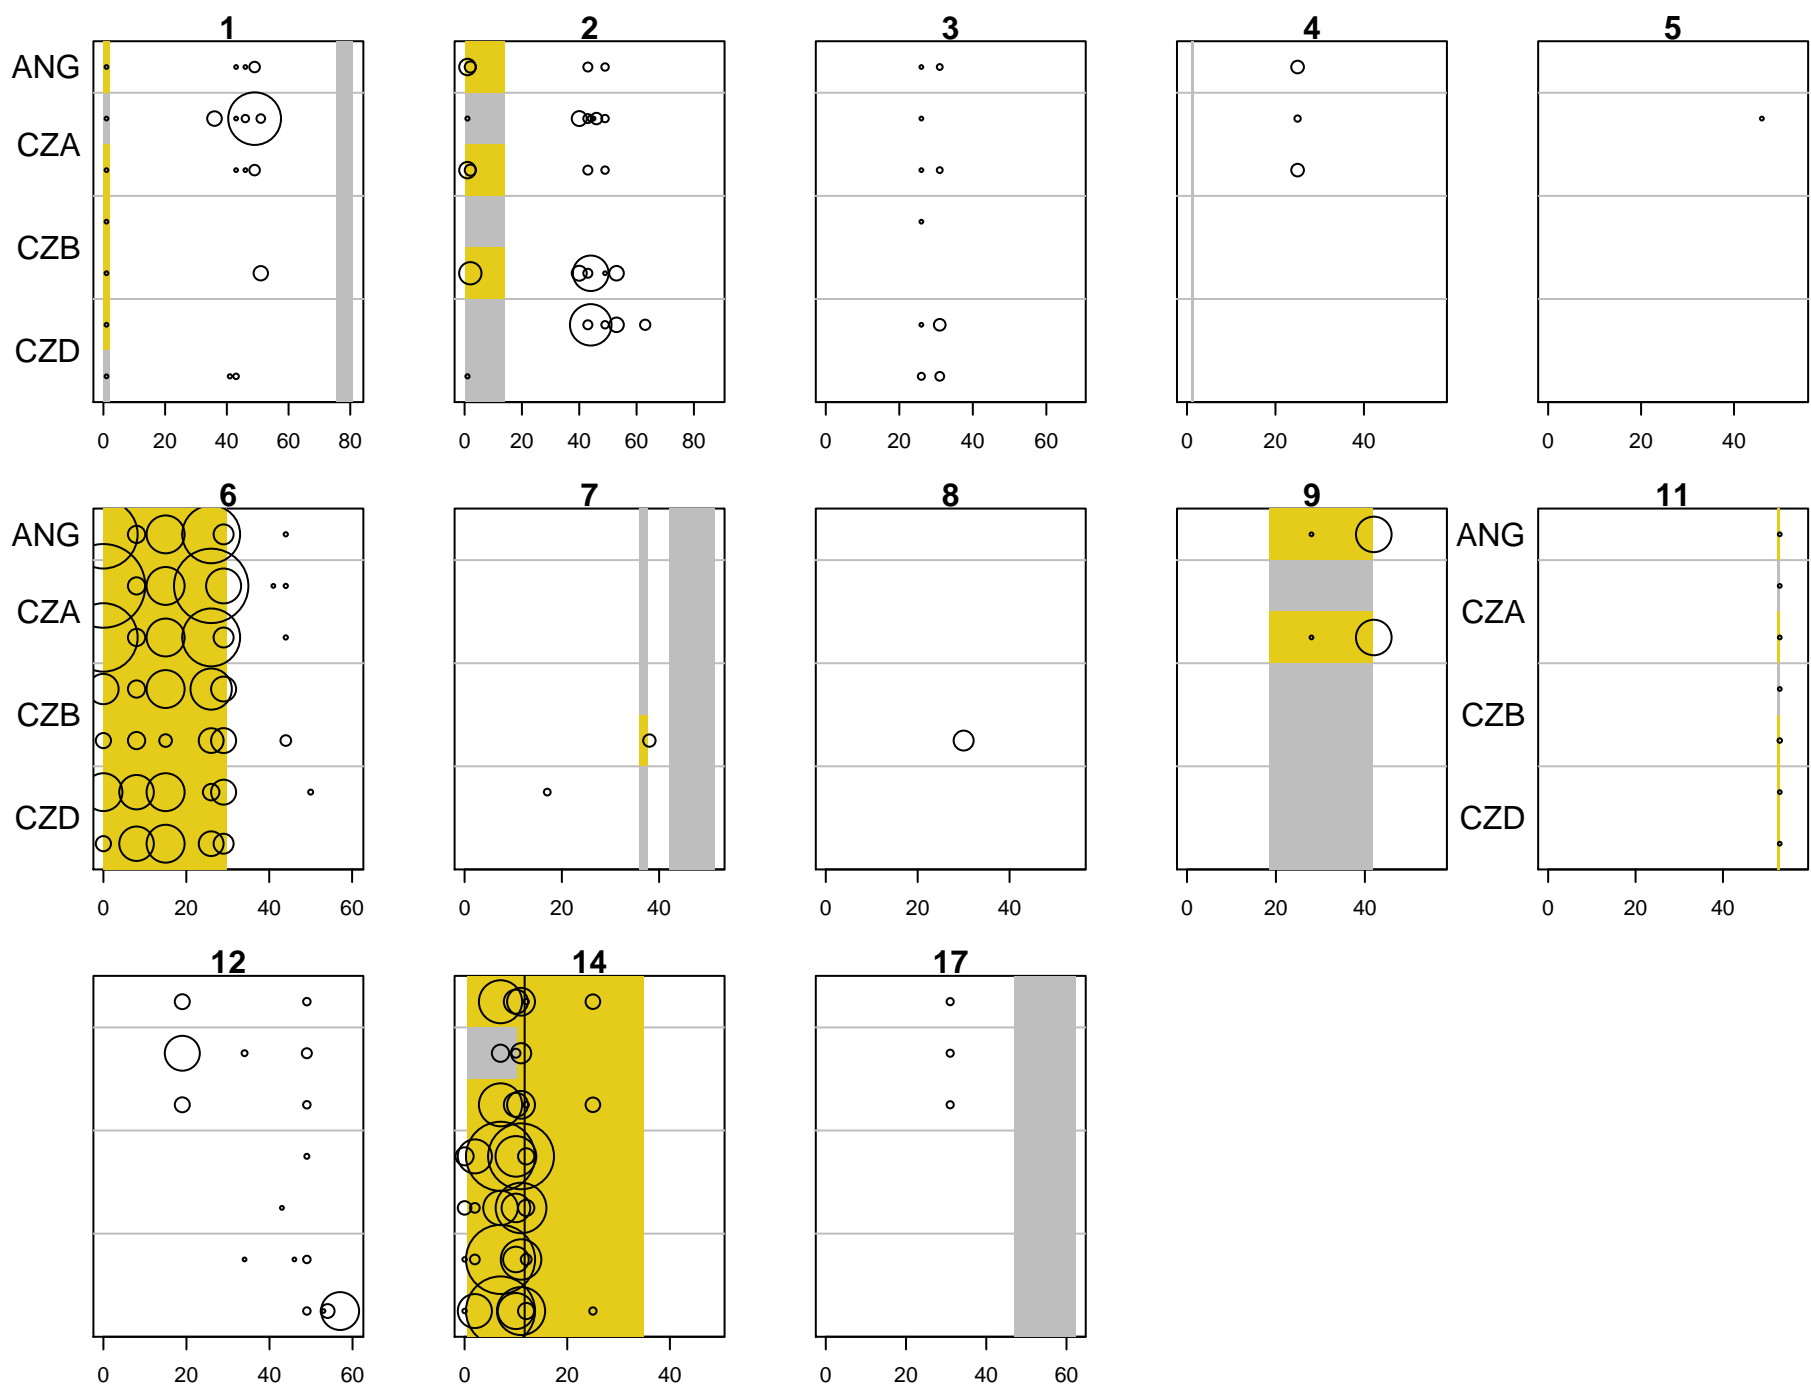 1 2 3 4 5
ANG
CZA
CZB
CZD
0 20 40 60 80 0 20 40 60 80 0 20 40 60 0 20 40 0 20 40
6 7 8 9 11
ANG ANG
CZA CZA
CZB CZB
CZD CZD
0 20 40 60 0 20 40 0 20 40 0 20 40 0 20 40
12 14 17
0 20 40 60 0 20 40 0 20 40 60